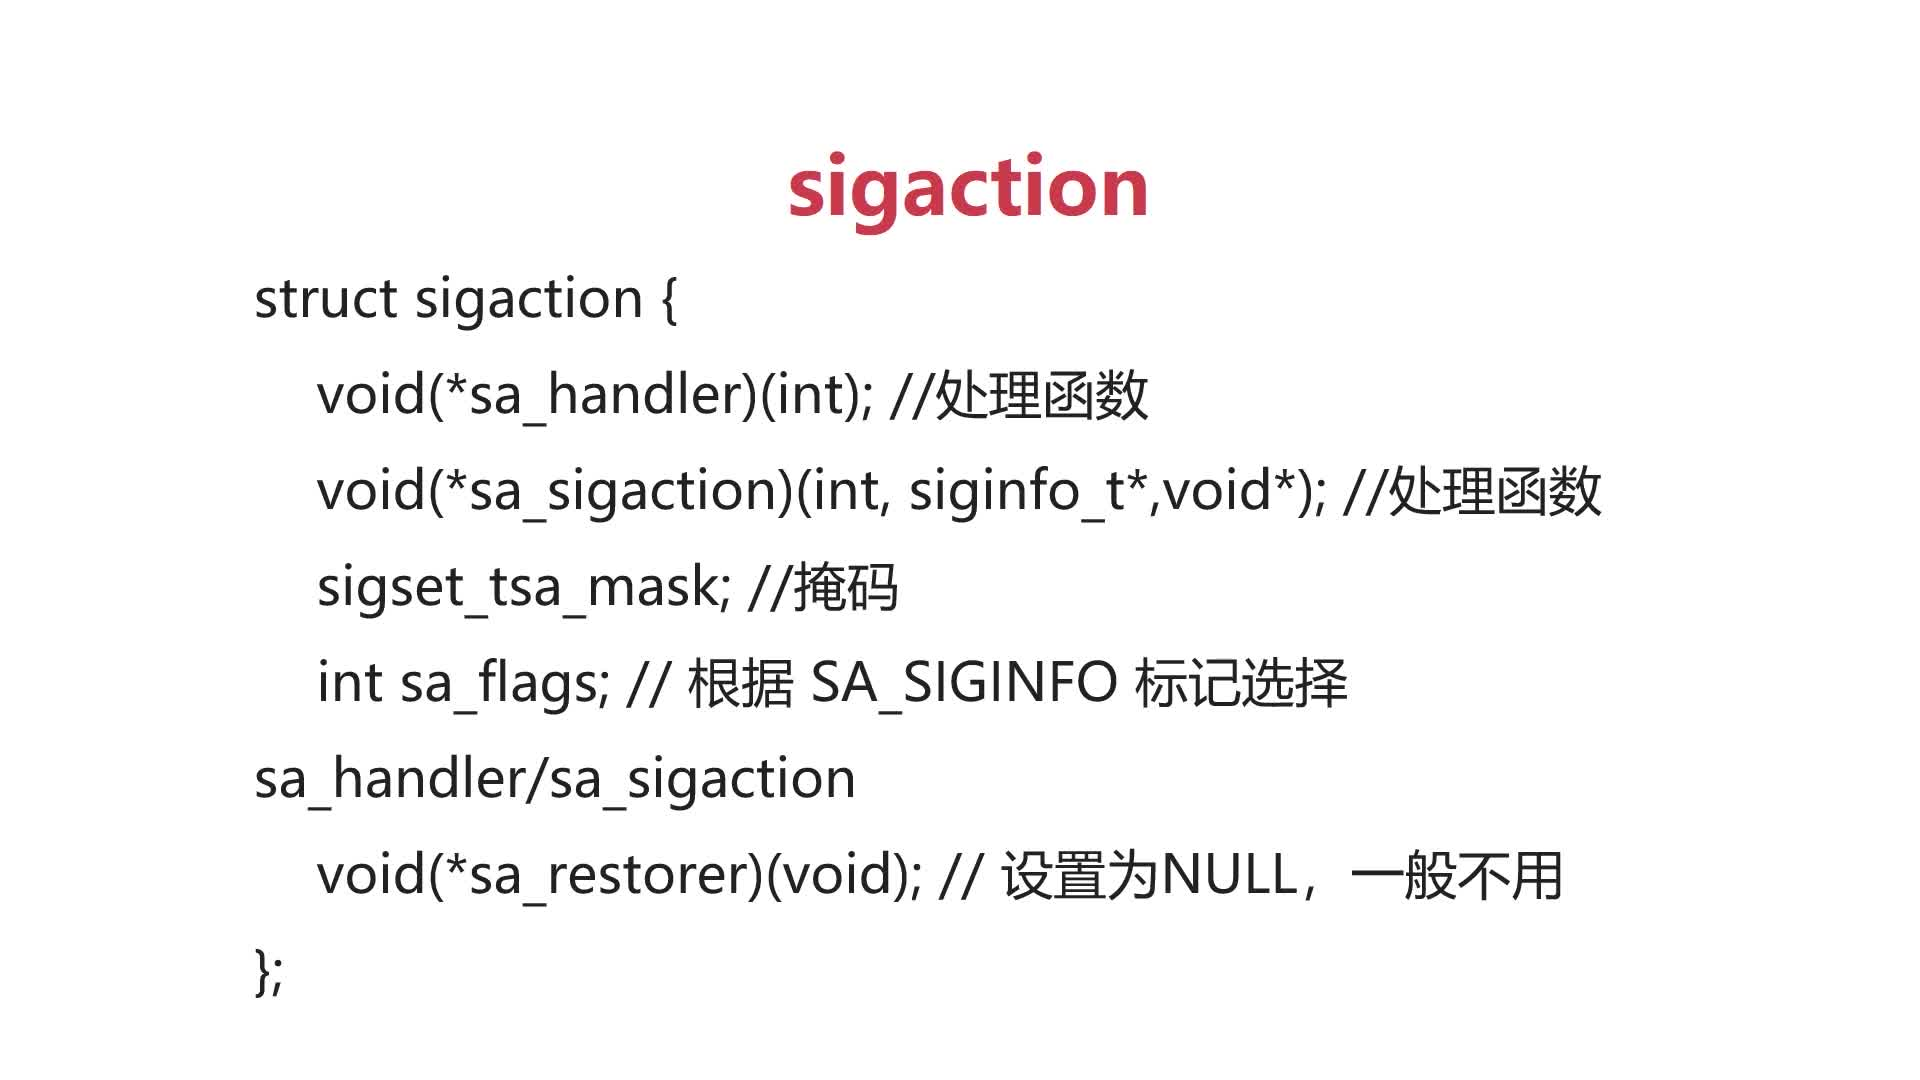 sigaction
struct sigaction {
void(*sa_handler)(int); //处理函数
void(*sa_sigaction)(int, siginfo_t*,void*); //处理函数
sigset_tsa_mask; //掩码
int sa_flags; // 根据 SA_SIGINFO 标记选择
sa_handler/sa_sigaction
void(*sa_restorer)(void); // 设置为NULL，一般不用
};